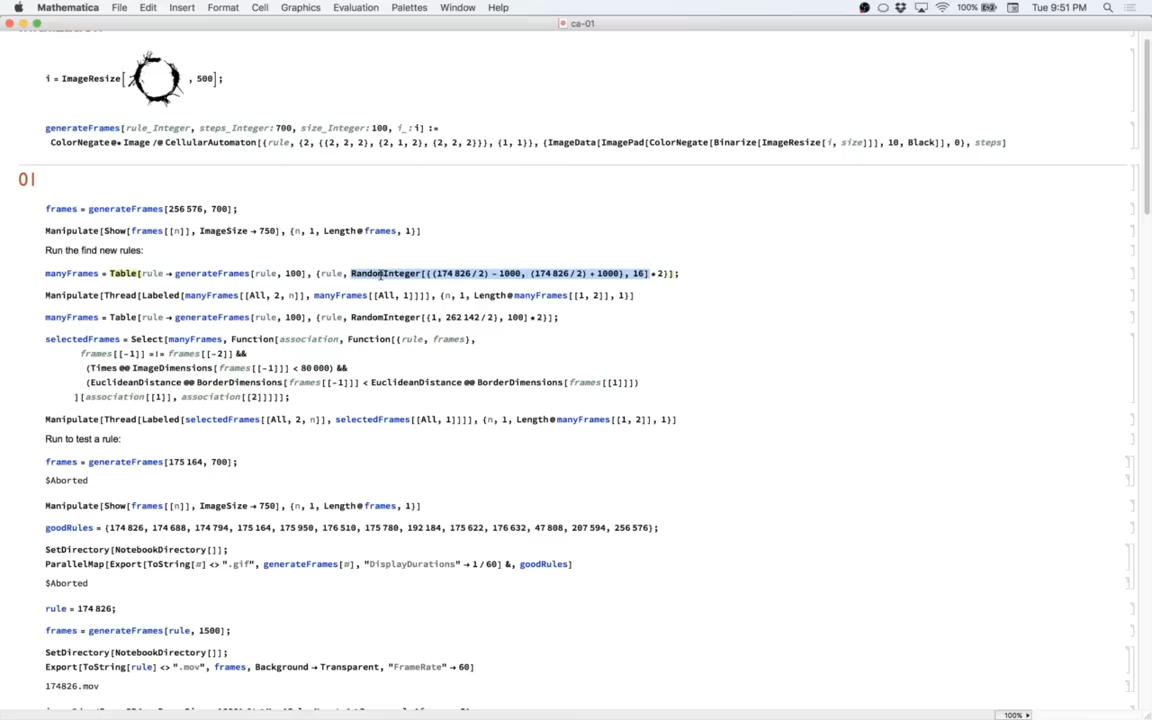 Mathematica File Edit Insert Format Cell Graphics Evaluation Palettes Window Help 100% Tue 9:51 PM
ca-01
i = ImageResize[ , 500];
generateFrames[rule_Integer, steps_Integer: 700, size_Integer: 100, i_: i] :=
ColorNegate@*Image /@ CellularAutomaton[{rule, {2, {{2, 2, 2}, {2, 1, 2}, {2, 2, 2}}}, {1, 1}}, {ImageData[ImagePad[ColorNegate[Binarize[ImageResize[i, size]]], 10, Black]], 0}, steps]
01
frames = generateFrames[256 576, 700];
Manipulate[Show[frames[[n]], ImageSize → 750], {n, 1, Length@frames, 1}]
Run the find new rules:
manyFrames = Table[rule → generateFrames[rule, 100], {rule, RandomInteger[{(174 826 / 2) - 1000, (174 826 / 2) + 1000}, 16] * 2}];
Manipulate[Thread[Labeled[manyFrames[[All, 2, n]], manyFrames[[All, 1]]]], {n, 1, Length@manyFrames[[1, 2]], 1}]
manyFrames = Table[rule → generateFrames[rule, 100], {rule, RandomInteger[{1, 262 142 / 2}, 100] * 2}];
selectedFrames = Select[manyFrames, Function[association, Function[{rule, frames},
frames[[-1]] =!= frames[[-2]] &&
(Times @@ ImageDimensions[frames[[-1]]] < 80 000) &&
(EuclideanDistance @@ BorderDimensions[frames[[-1]]] < EuclideanDistance @@ BorderDimensions[frames[[1]]])
][association[[1]], association[[2]]]]];
Manipulate[Thread[Labeled[selectedFrames[[All, 2, n]], selectedFrames[[All, 1]]]], {n, 1, Length@manyFrames[[1, 2]], 1}]
Run to test a rule:
frames = generateFrames[175 164, 700];
$Aborted
Manipulate[Show[frames[[n]], ImageSize → 750], {n, 1, Length@frames, 1}]
goodRules = {174 826, 174 688, 174 794, 175 164, 175 950, 176 510, 175 780, 192 184, 175 622, 176 632, 47 808, 207 594, 256 576};
SetDirectory[NotebookDirectory[]];
ParallelMap[Export[ToString[#] <> ".gif", generateFrames[#], "DisplayDurations" → 1 / 60] &, goodRules]
$Aborted
rule = 174 826;
frames = generateFrames[rule, 1500];
SetDirectory[NotebookDirectory[]];
Export[ToString[rule] <> ".mov", frames, Background → Transparent, "FrameRate" → 60]
174826.mov
100%